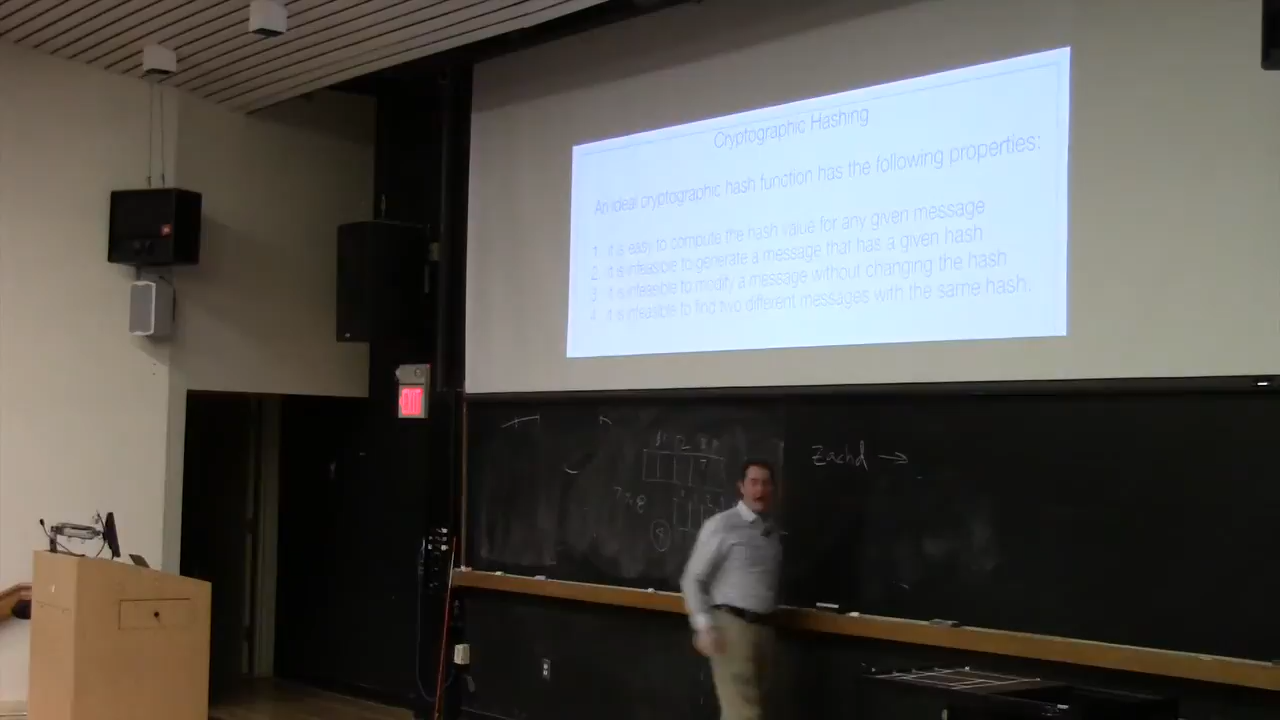 Cryptographic Hashing
An ideal cryptographic hash function has the following properties:
1. it is easy to compute the hash value for any given message
2. it is infeasible to generate a message that has a given hash
3. it is infeasible to modify a message without changing the hash
4. it is infeasible to find two different messages with the same hash.
EXIT
Zachd →